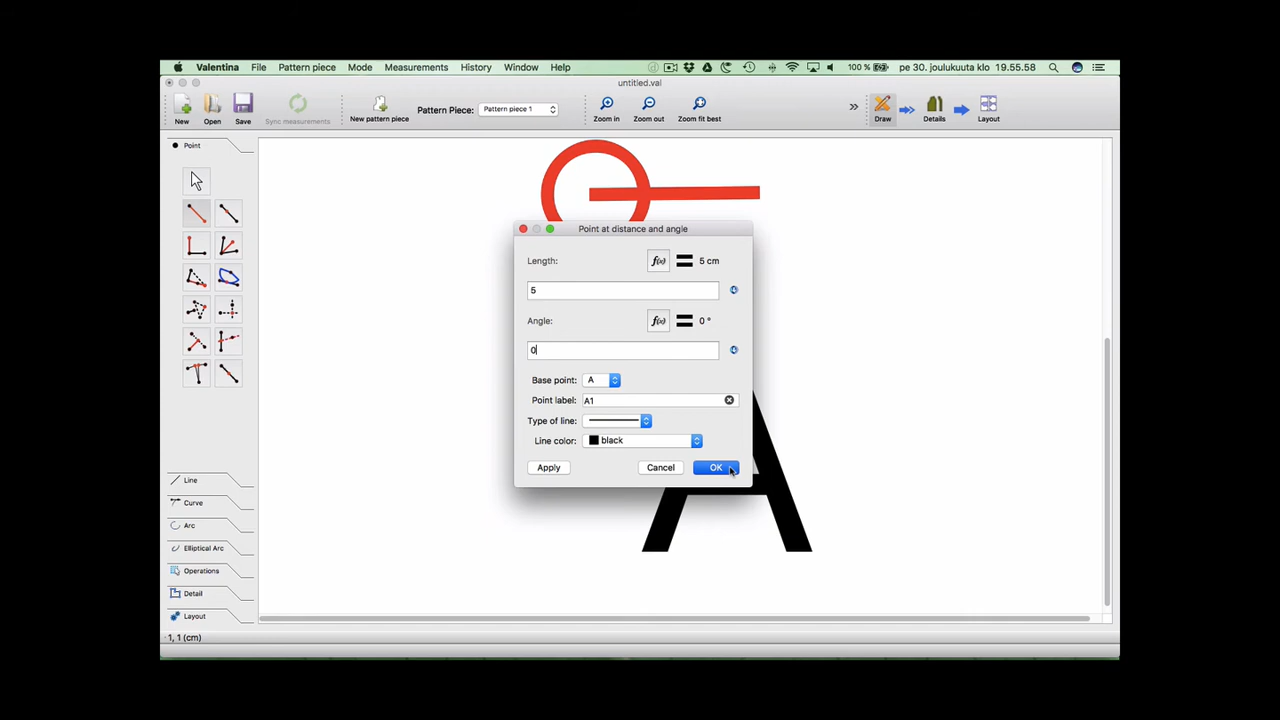 Valentina File Pattern piece Mode Measurements History Window Help 100 % pe 30. joulukuuta klo 19.55.58
untitled.val
New Open Save Sync measurements New pattern piece Pattern Piece: Pattern piece 1 Zoom in Zoom out Zoom fit best » Draw Details Layout
Point
Point at distance and angle
Length: f(x) 5 cm
5
Angle: f(x) 0 °
0
Base point: A
Point label: A1
Type of line:
Line color: black
Apply Cancel OK
A
Line
Curve
Arc
Elliptical Arc
Operations
Detail
Layout
1, 1 (cm)